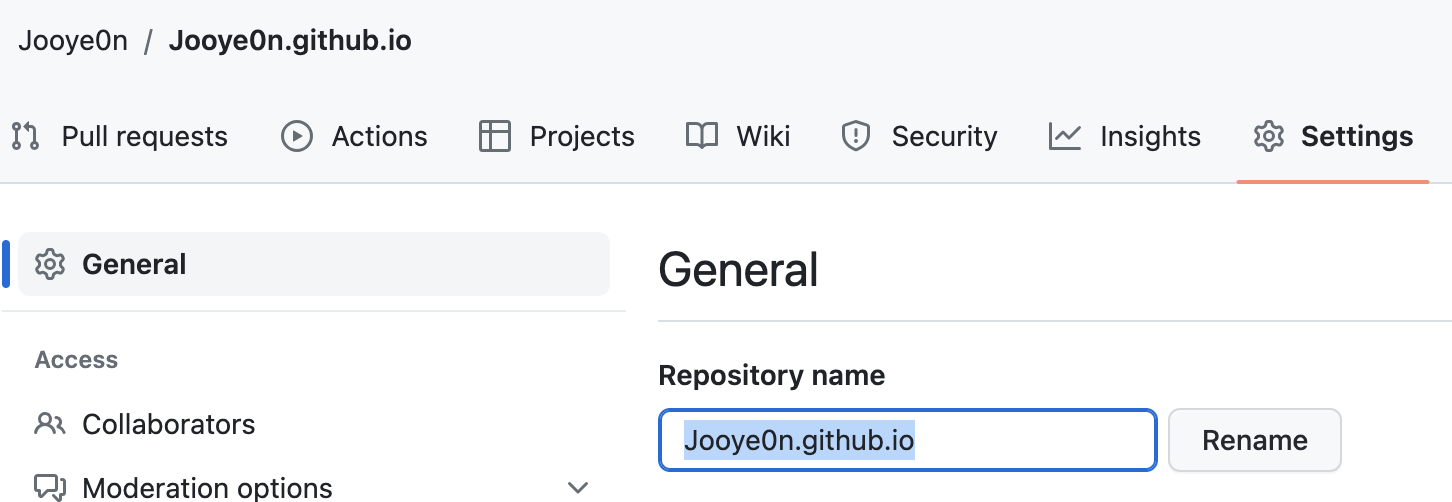 Jooye0n / Jooye0n.github.io
Pull requests Actions Projects Wiki Security Insights Settings
General
General
Repository name
Access
Jooye0n.github.io Rename
Collaborators
Moderation options